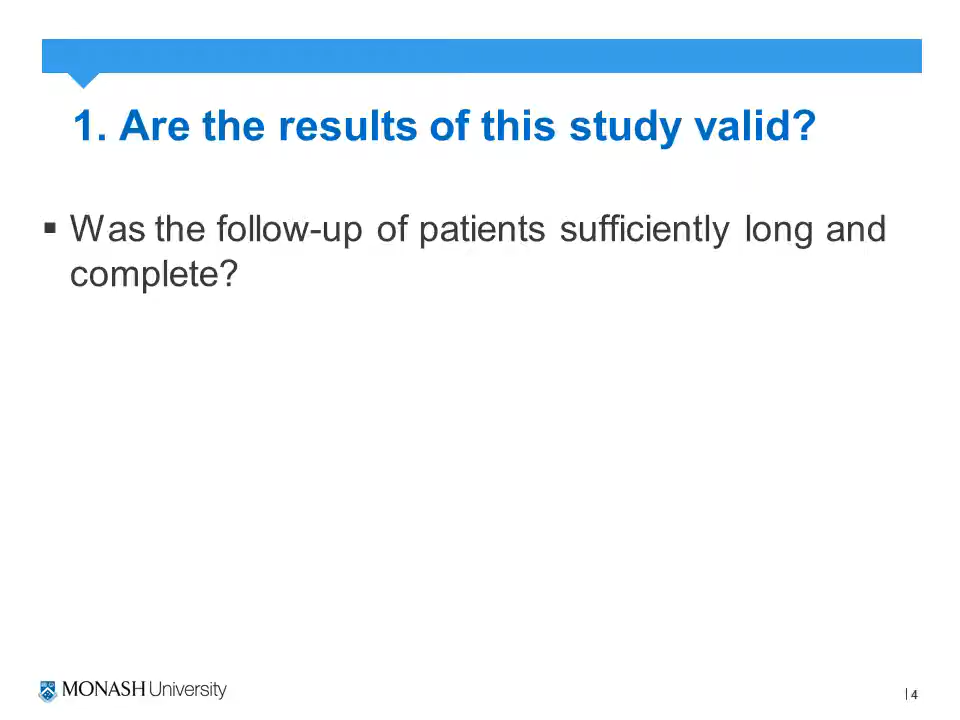 1. Are the results of this study valid?
▪ Was the follow-up of patients sufficiently long and
complete?
MONASH University
| 4